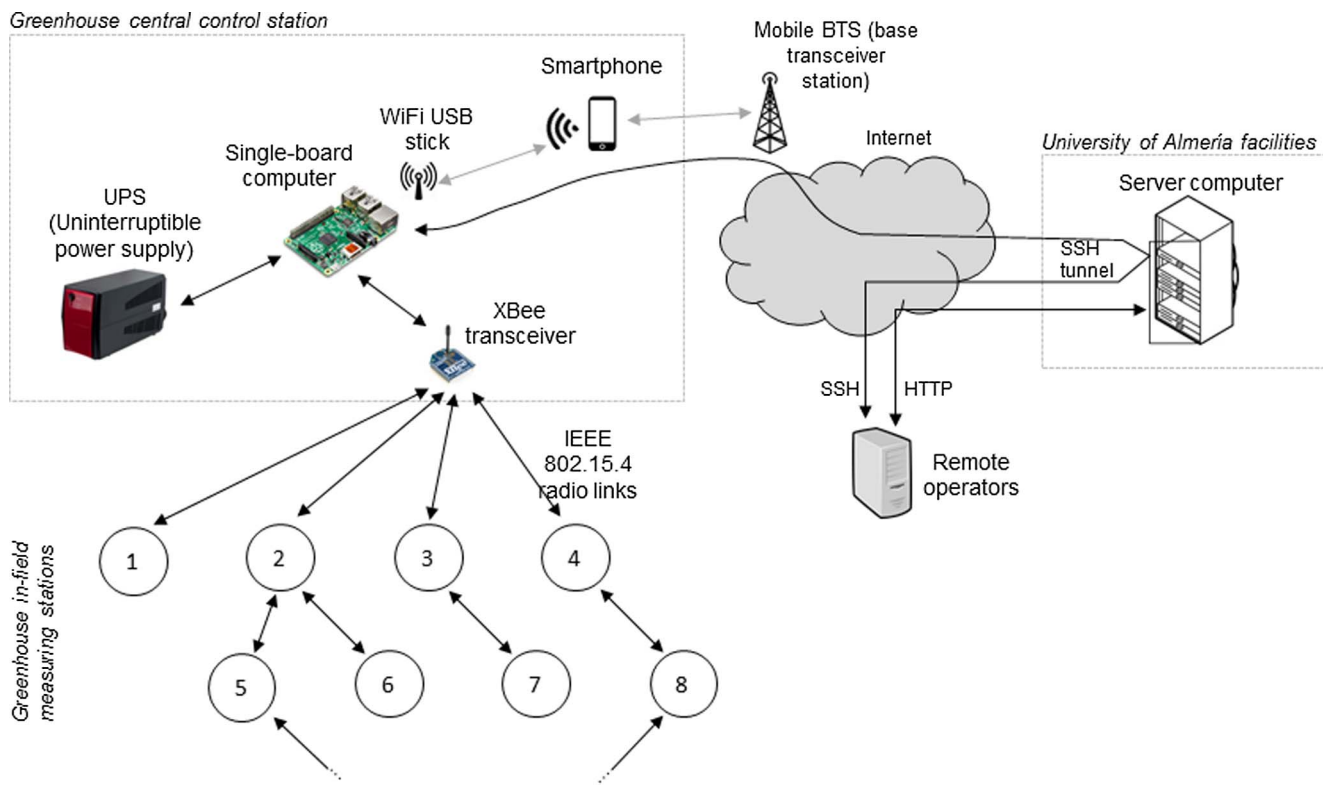 Greenhouse central control station
Mobile BTS (base
transceiver
station)
Smartphone
WiFi USB
stick
Internet
University of Almería facilities
Single-board
computer
Server computer
UPS
(Uninterruptible
power supply)
SSH
tunnel
XBee
transceiver
SSH
HTTP
IEEE
802.15.4
radio links
Remote
operators
Greenhouse in-field
measuring stations
1
2
3
4
5
6
7
8